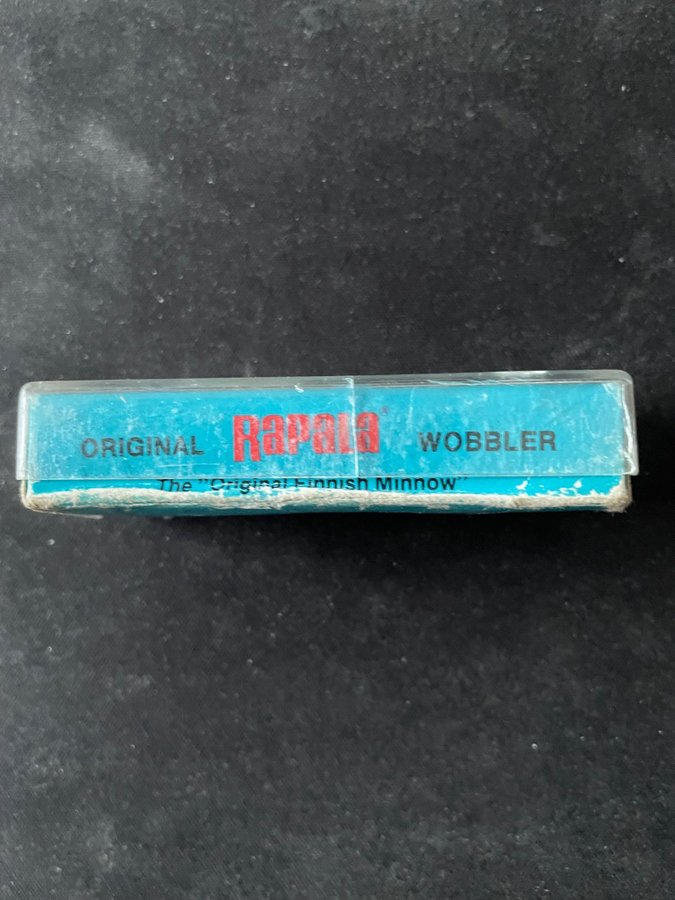 ORIGINAL RaPaLa® WOBBLER
The "Original Finnish Minnow"